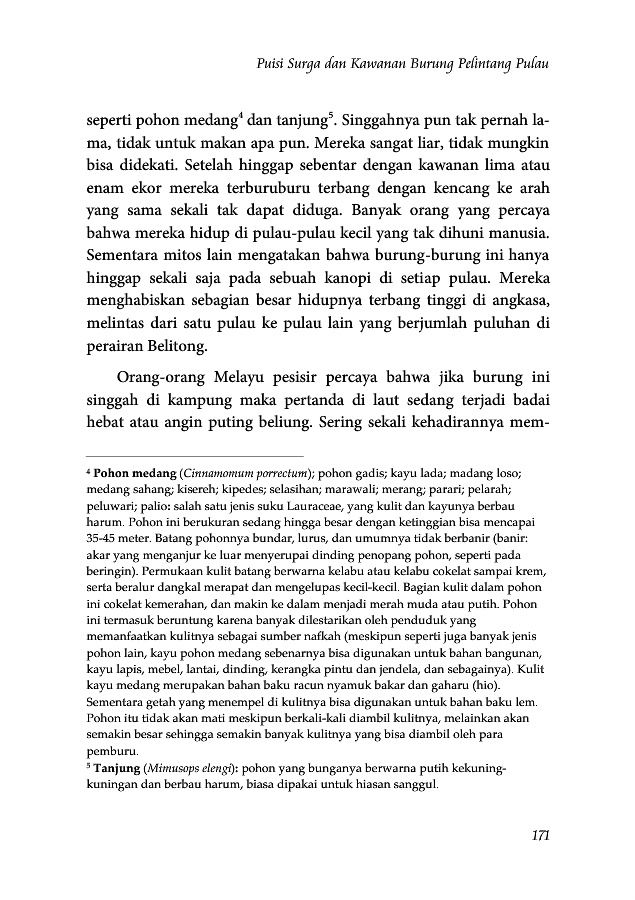 Puisi Surga dan Kawanan Burung Pelintang Pulau
seperti pohon medang⁴ dan tanjung⁵. Singgahnya pun tak pernah la-
ma, tidak untuk makan apa pun. Mereka sangat liar, tidak mungkin
bisa didekati. Setelah hinggap sebentar dengan kawanan lima atau
enam ekor mereka terburuburu terbang dengan kencang ke arah
yang sama sekali tak dapat diduga. Banyak orang yang percaya
bahwa mereka hidup di pulau-pulau kecil yang tak dihuni manusia.
Sementara mitos lain mengatakan bahwa burung-burung ini hanya
hinggap sekali saja pada sebuah kanopi di setiap pulau. Mereka
menghabiskan sebagian besar hidupnya terbang tinggi di angkasa,
melintas dari satu pulau ke pulau lain yang berjumlah puluhan di
perairan Belitong.
Orang-orang Melayu pesisir percaya bahwa jika burung ini
singgah di kampung maka pertanda di laut sedang terjadi badai
hebat atau angin puting beliung. Sering sekali kehadirannya mem-
⁴ Pohon medang (Cinnamomum porrectum); pohon gadis; kayu lada; madang loso;
medang sahang; kisereh; kipedes; selasihan; marawali; merang; parari; pelarah;
peluwari; palio: salah satu jenis suku Lauraceae, yang kulit dan kayunya berbau
harum. Pohon ini berukuran sedang hingga besar dengan ketinggian bisa mencapai
35-45 meter. Batang pohonnya bundar, lurus, dan umumnya tidak berbanir (banir:
akar yang menganjur ke luar menyerupai dinding penopang pohon, seperti pada
beringin). Permukaan kulit batang berwarna kelabu atau kelabu cokelat sampai krem,
serta beralur dangkal merapat dan mengelupas kecil-kecil. Bagian kulit dalam pohon
ini cokelat kemerahan, dan makin ke dalam menjadi merah muda atau putih. Pohon
ini termasuk beruntung karena banyak dilestarikan oleh penduduk yang
memanfaatkan kulitnya sebagai sumber nafkah (meskipun seperti juga banyak jenis
pohon lain, kayu pohon medang sebenarnya bisa digunakan untuk bahan bangunan,
kayu lapis, mebel, lantai, dinding, kerangka pintu dan jendela, dan sebagainya). Kulit
kayu medang merupakan bahan baku racun nyamuk bakar dan gaharu (hio).
Sementara getah yang menempel di kulitnya bisa digunakan untuk bahan baku lem.
Pohon itu tidak akan mati meskipun berkali-kali diambil kulitnya, melainkan akan
semakin besar sehingga semakin banyak kulitnya yang bisa diambil oleh para
pemburu.
⁵ Tanjung (Mimusops elengi): pohon yang bunganya berwarna putih kekuning-
kuningan dan berbau harum, biasa dipakai untuk hiasan sanggul.
171